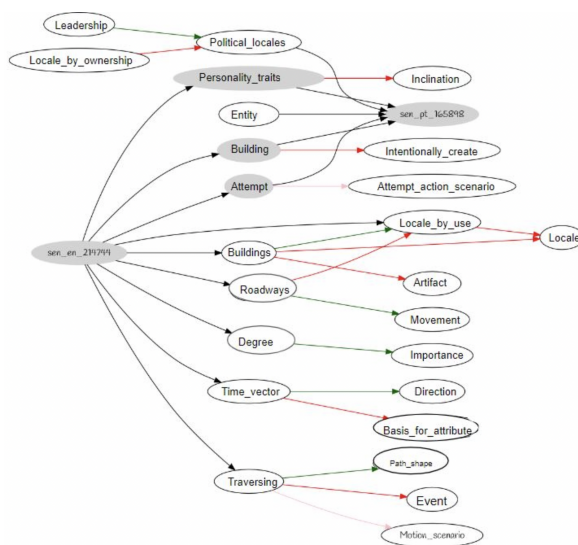 Leadership
Political_locales
Locale_by_ownership
Personality_traits
Inclination
Entity
sen_pt_165898
Building
Intentionally_create
Attempt
Attempt_action_scenario
Locale_by_use
Locale
sen_en_214744
Buildings
Artifact
Roadways
Movement
Degree
Importance
Time_vector
Direction
Basis_for_attribute
Path_shape
Traversing
Event
Motion_scenario